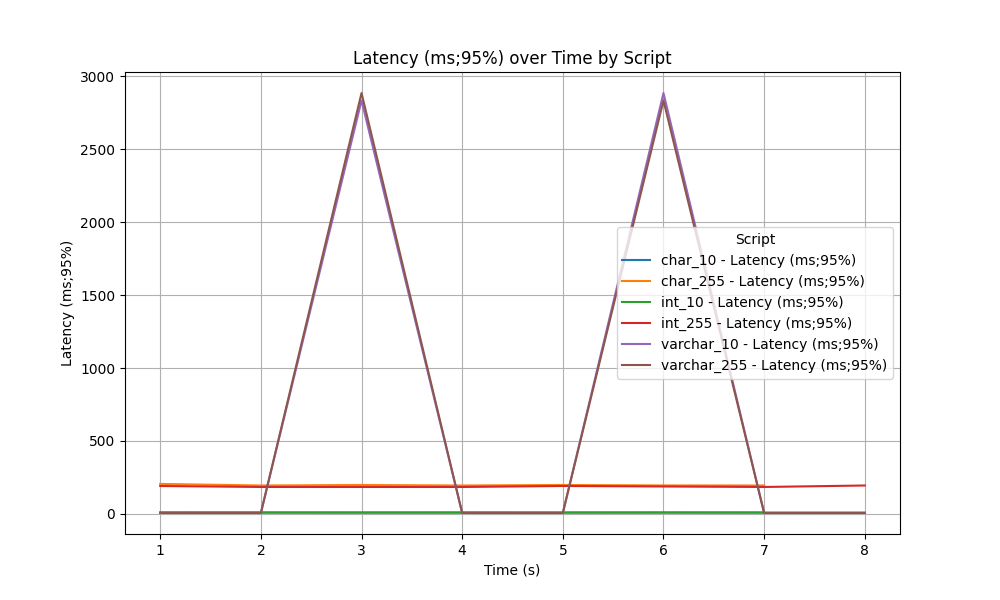 Latency (ms;95%) over Time by Script
3000
2500
2000
1500
1000
500
0
Latency (ms;95%)
Script
char_10 - Latency (ms;95%)
char_255 - Latency (ms;95%)
int_10 - Latency (ms;95%)
int_255 - Latency (ms;95%)
varchar_10 - Latency (ms;95%)
varchar_255 - Latency (ms;95%)
1 2 3 4 5 6 7 8
Time (s)